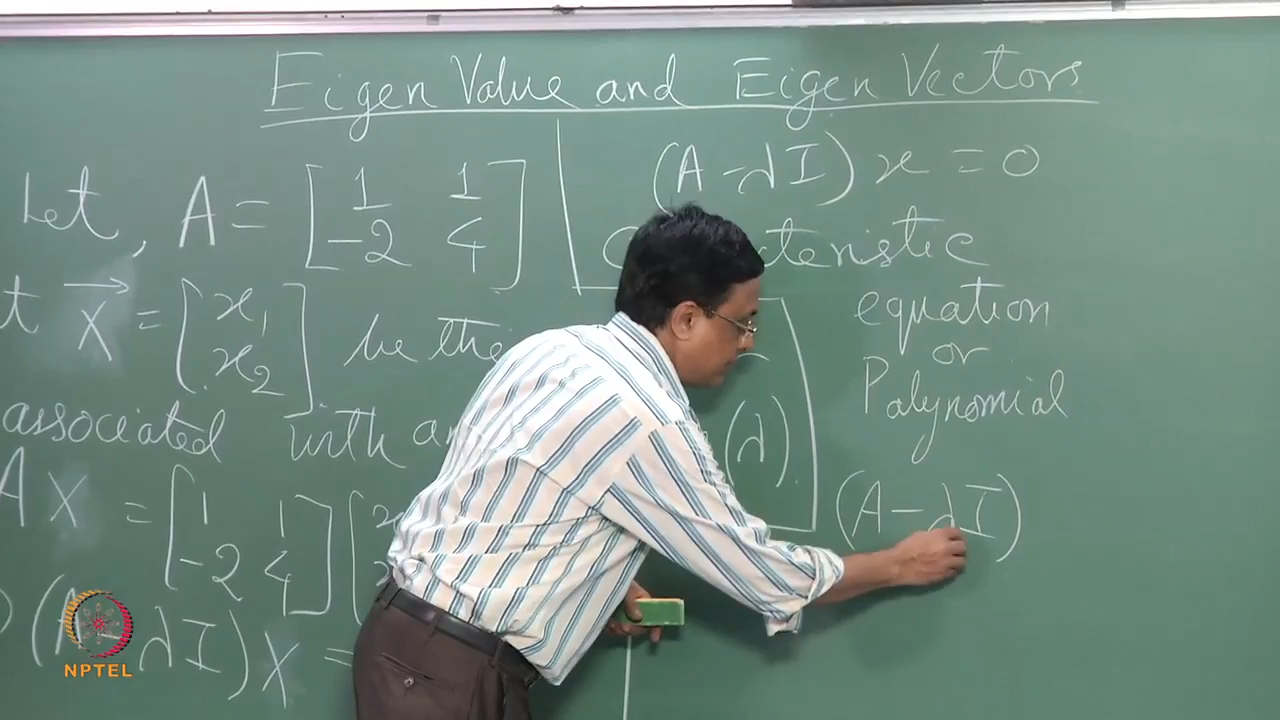 Eigen Value and Eigen Vectors
Let, A = [ 1 1
-2 4 ]
X = [ x1
x2 ] be the
associated with an
A X = [ 1 1
-2 4 ] [
(A - λI) X =
(A - λI) x = 0
teristic
equation
or
Polynomial
(λ)
(A - λI)
NPTEL